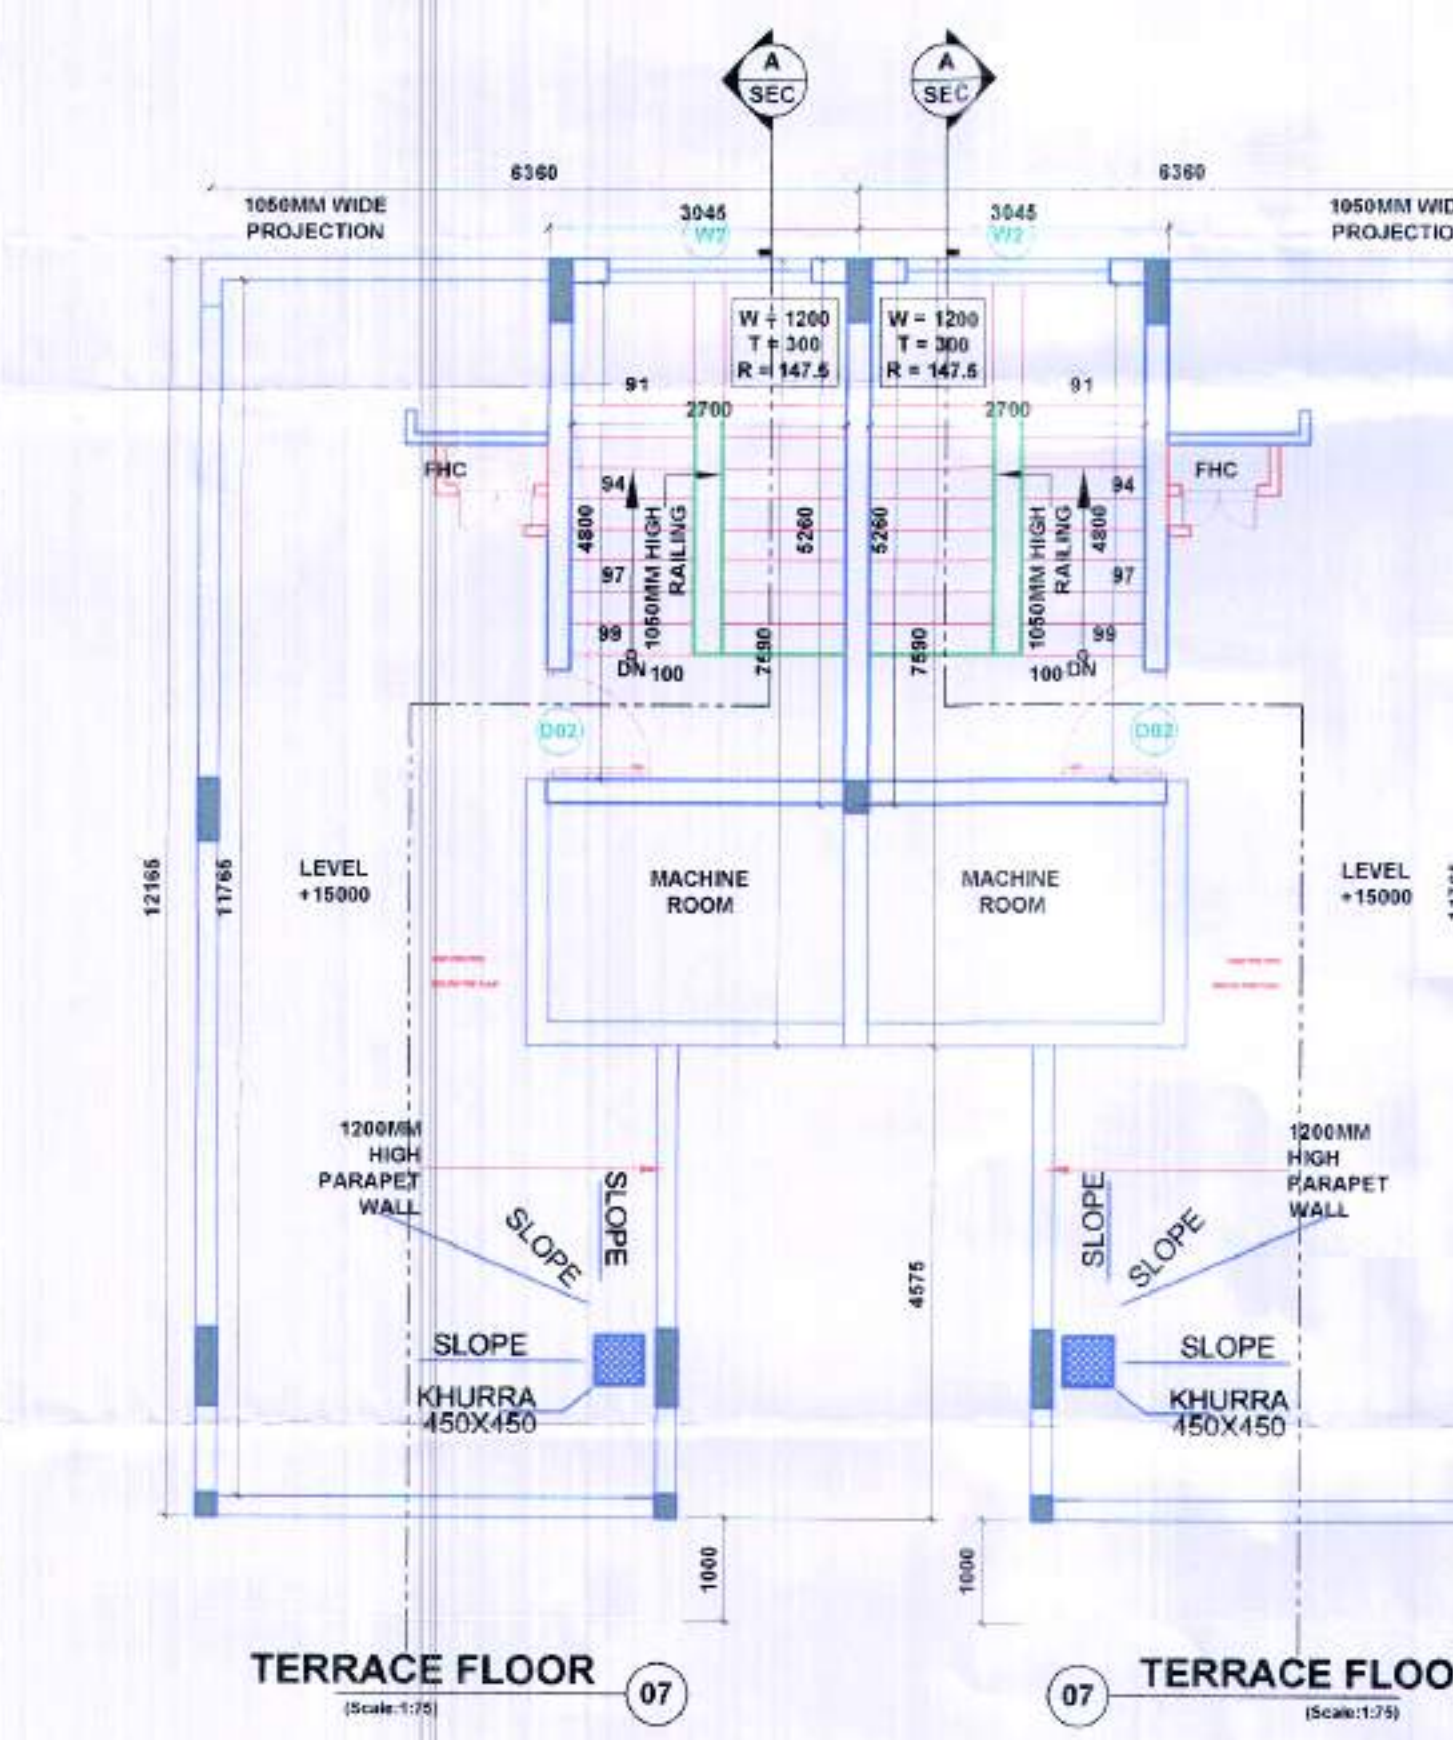 A A
SEC SEC
6360 6360
1050MM WIDE
PROJECTION
3045 3045
W2 W2
1050MM WID
PROJECTIO
W = 1200 W = 1200
T = 300 T = 300
R = 147.5 R = 147.5
91 91
2700 2700
FHC FHC
94 94
4800 4800
1050MM HIGH
RAILING
1050MM HIGH
RAILING
5260 5260
97 97
99 99
7590 7590
DN 100 100 DN
D02 D02
12165
11765
LEVEL
+15000
MACHINE
ROOM
MACHINE
ROOM
LEVEL
+15000
1200MM
HIGH
PARAPET
WALL
SLOPE
SLOPE
SLOPE
SLOPE
1200MM
HIGH
PARAPET
WALL
4575
SLOPE SLOPE
KHURRA
450X450
KHURRA
450X450
1000 1000
TERRACE FLOOR 07
(Scale:1:75)
07 TERRACE FLOO
(Scale:1:75)